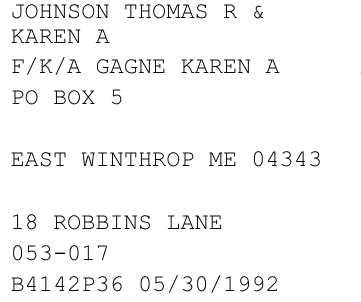 JOHNSON THOMAS R &
KAREN A
F/K/A GAGNE KAREN A
PO BOX 5
EAST WINTHROP ME 04343
18 ROBBINS LANE
053-017
B4142P36 05/30/1992